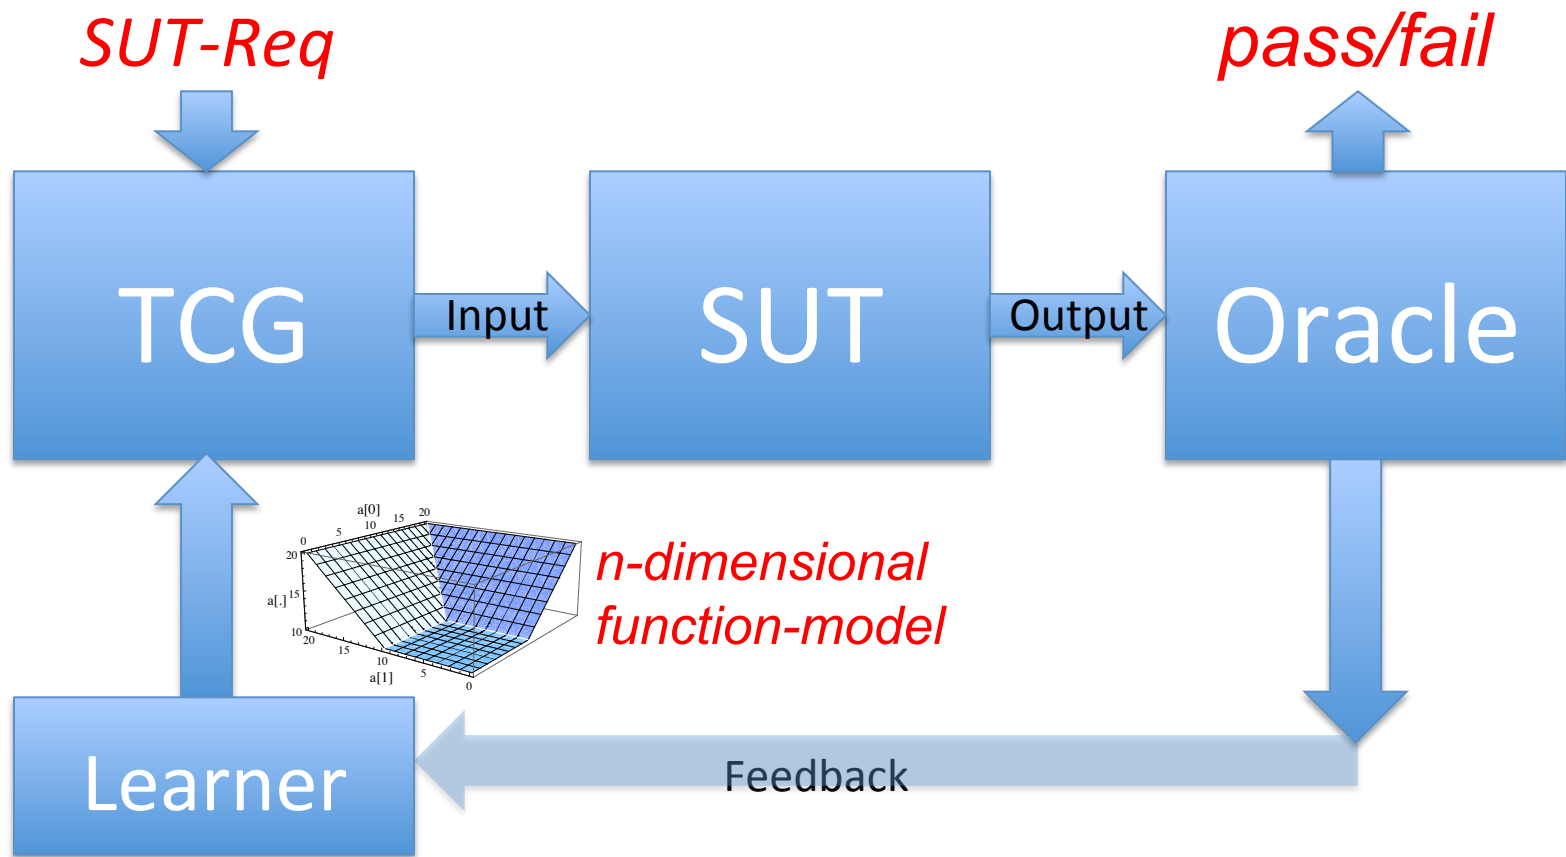 SUT-Req
pass/fail
TCG
Input
SUT
Output
Oracle
a[0]
0
5
10
15
20
20
15
10
a[.]
20
15
10
5
0
a[1]
n-dimensional
function-model
Learner
Feedback